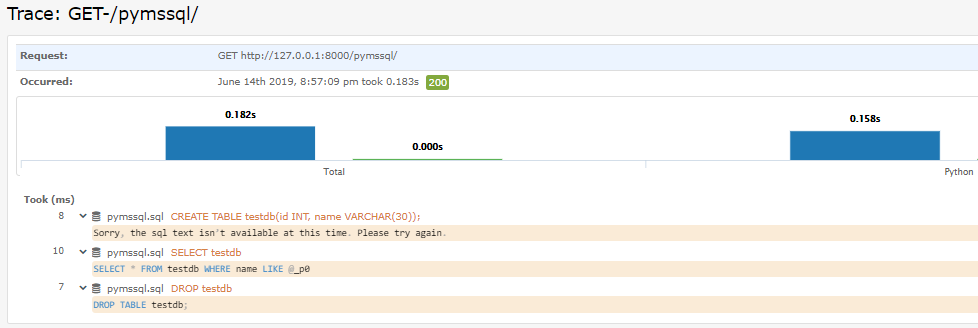 Trace: GET-/pymssql/
Request: GET http://127.0.0.1:8000/pymssql/
Occurred: June 14th 2019, 8:57:09 pm took 0.183s 200
0.182s
0.000s
0.158s
Total
Python
Took (ms)
8 pymssql.sql CREATE TABLE testdb(id INT, name VARCHAR(30));
Sorry, the sql text isn't available at this time. Please try again.
10 pymssql.sql SELECT testdb
SELECT * FROM testdb WHERE name LIKE @_p0
7 pymssql.sql DROP testdb
DROP TABLE testdb;